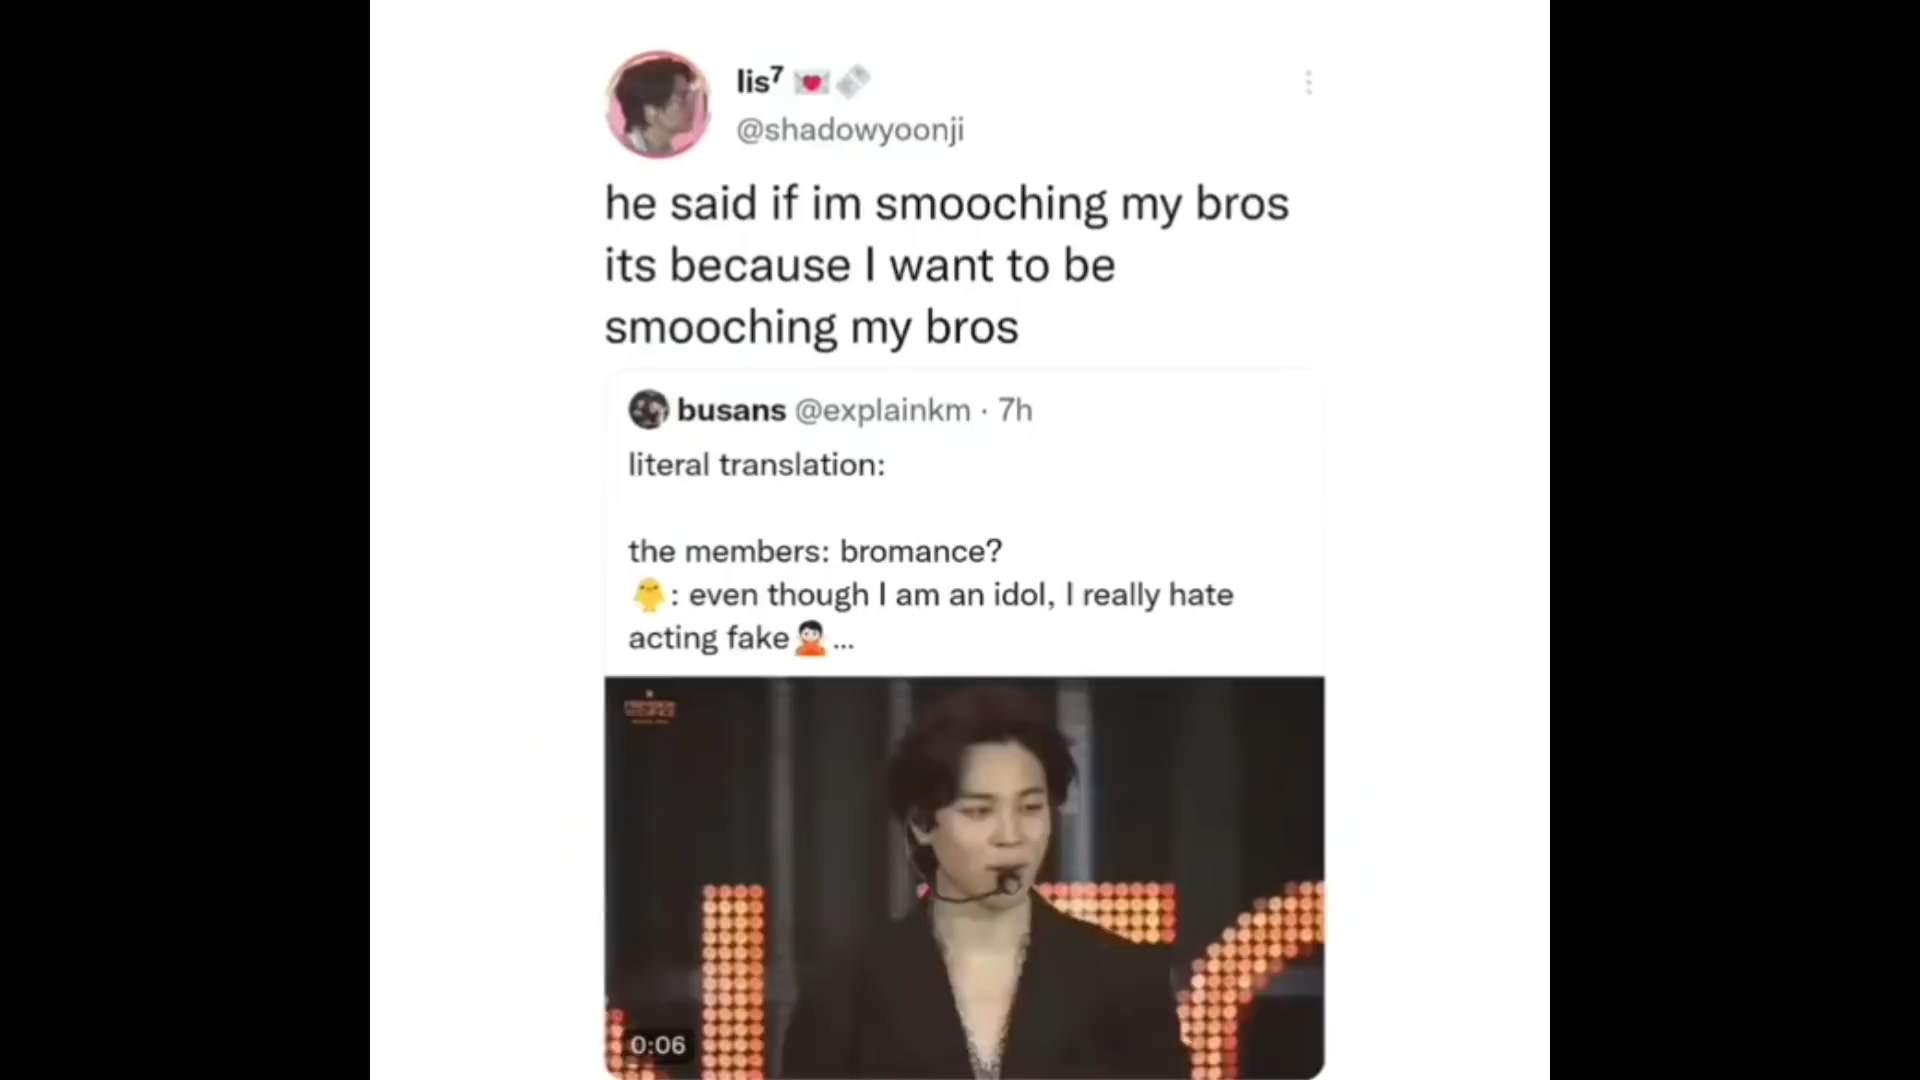 lis⁷ 💌🗞️
@shadowyoonji
he said if im smooching my bros
its because I want to be
smooching my bros
busans @explainkm · 7h
literal translation:
the members: bromance?
🐥: even though I am an idol, I really hate
acting fake🙅🏻...
0:06